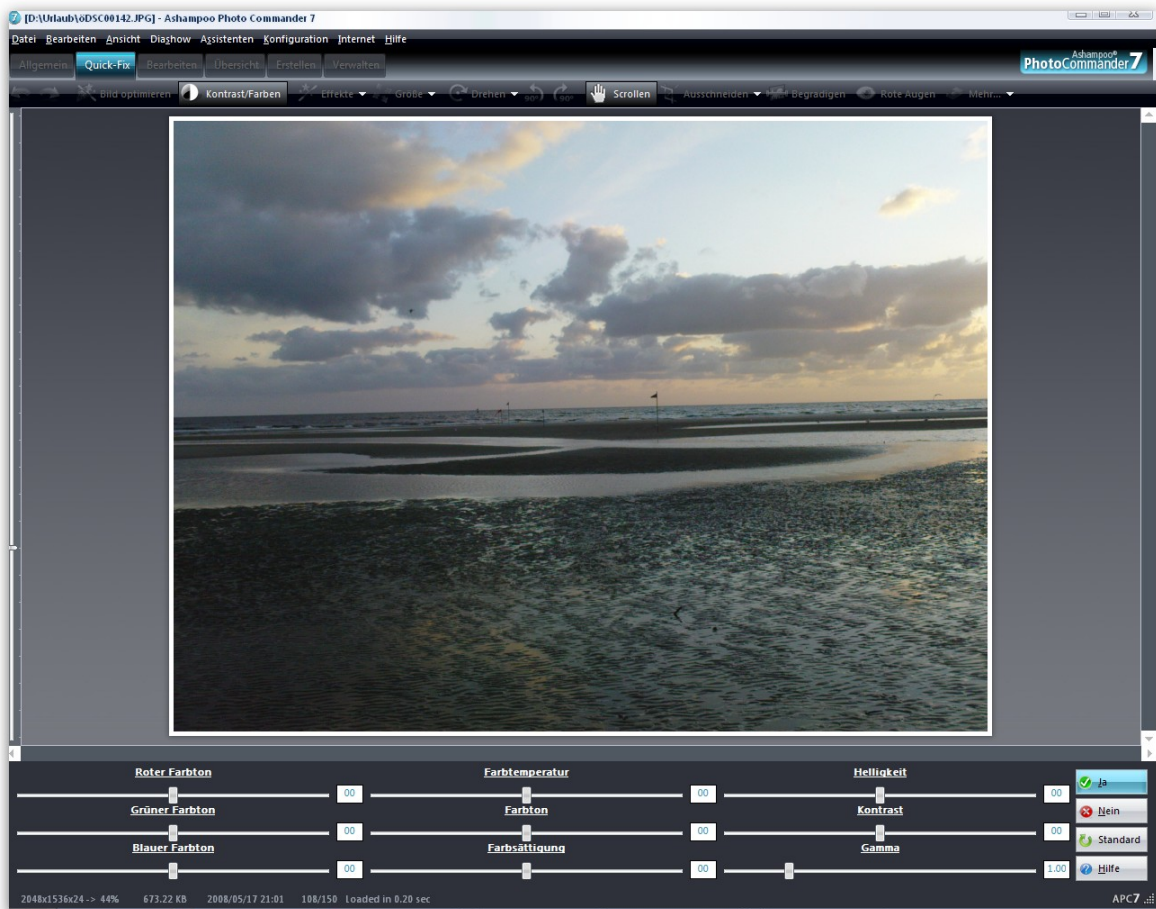 [D:\Urlaub\öDSC00142.JPG] - Ashampoo Photo Commander 7
Datei Bearbeiten Ansicht Diashow Assistenten Konfiguration Internet Hilfe
Allgemein Quick-Fix Bearbeiten Übersicht Erstellen Verwalten
Ashampoo®
PhotoCommander 7
Bild optimieren Kontrast/Farben Effekte Größe Drehen 90° 90° Scrollen Ausschneiden Begradigen Rote Augen Mehr...
Roter Farbton 00 Farbtemperatur 00 Helligkeit 00 Ja
Grüner Farbton 00 Farbton 00 Kontrast 00 Nein
Blauer Farbton 00 Farbsättigung 00 Gamma 1.00 Standard
Hilfe
2048x1536x24 -> 44% 673.22 KB 2008/05/17 21:01 108/150 Loaded in 0.20 sec APC7